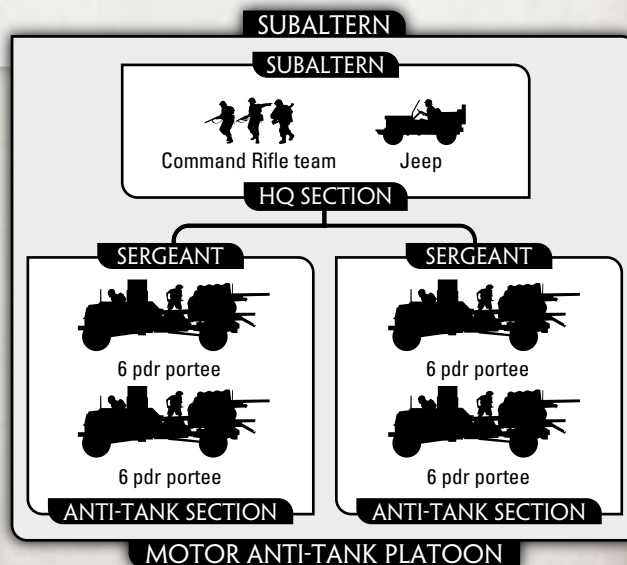 SUBALTERN
SUBALTERN
Command Rifle team
Jeep
HQ SECTION
SERGEANT
6 pdr portee
6 pdr portee
ANTI-TANK SECTION
SERGEANT
6 pdr portee
6 pdr portee
ANTI-TANK SECTION
MOTOR ANTI-TANK PLATOON